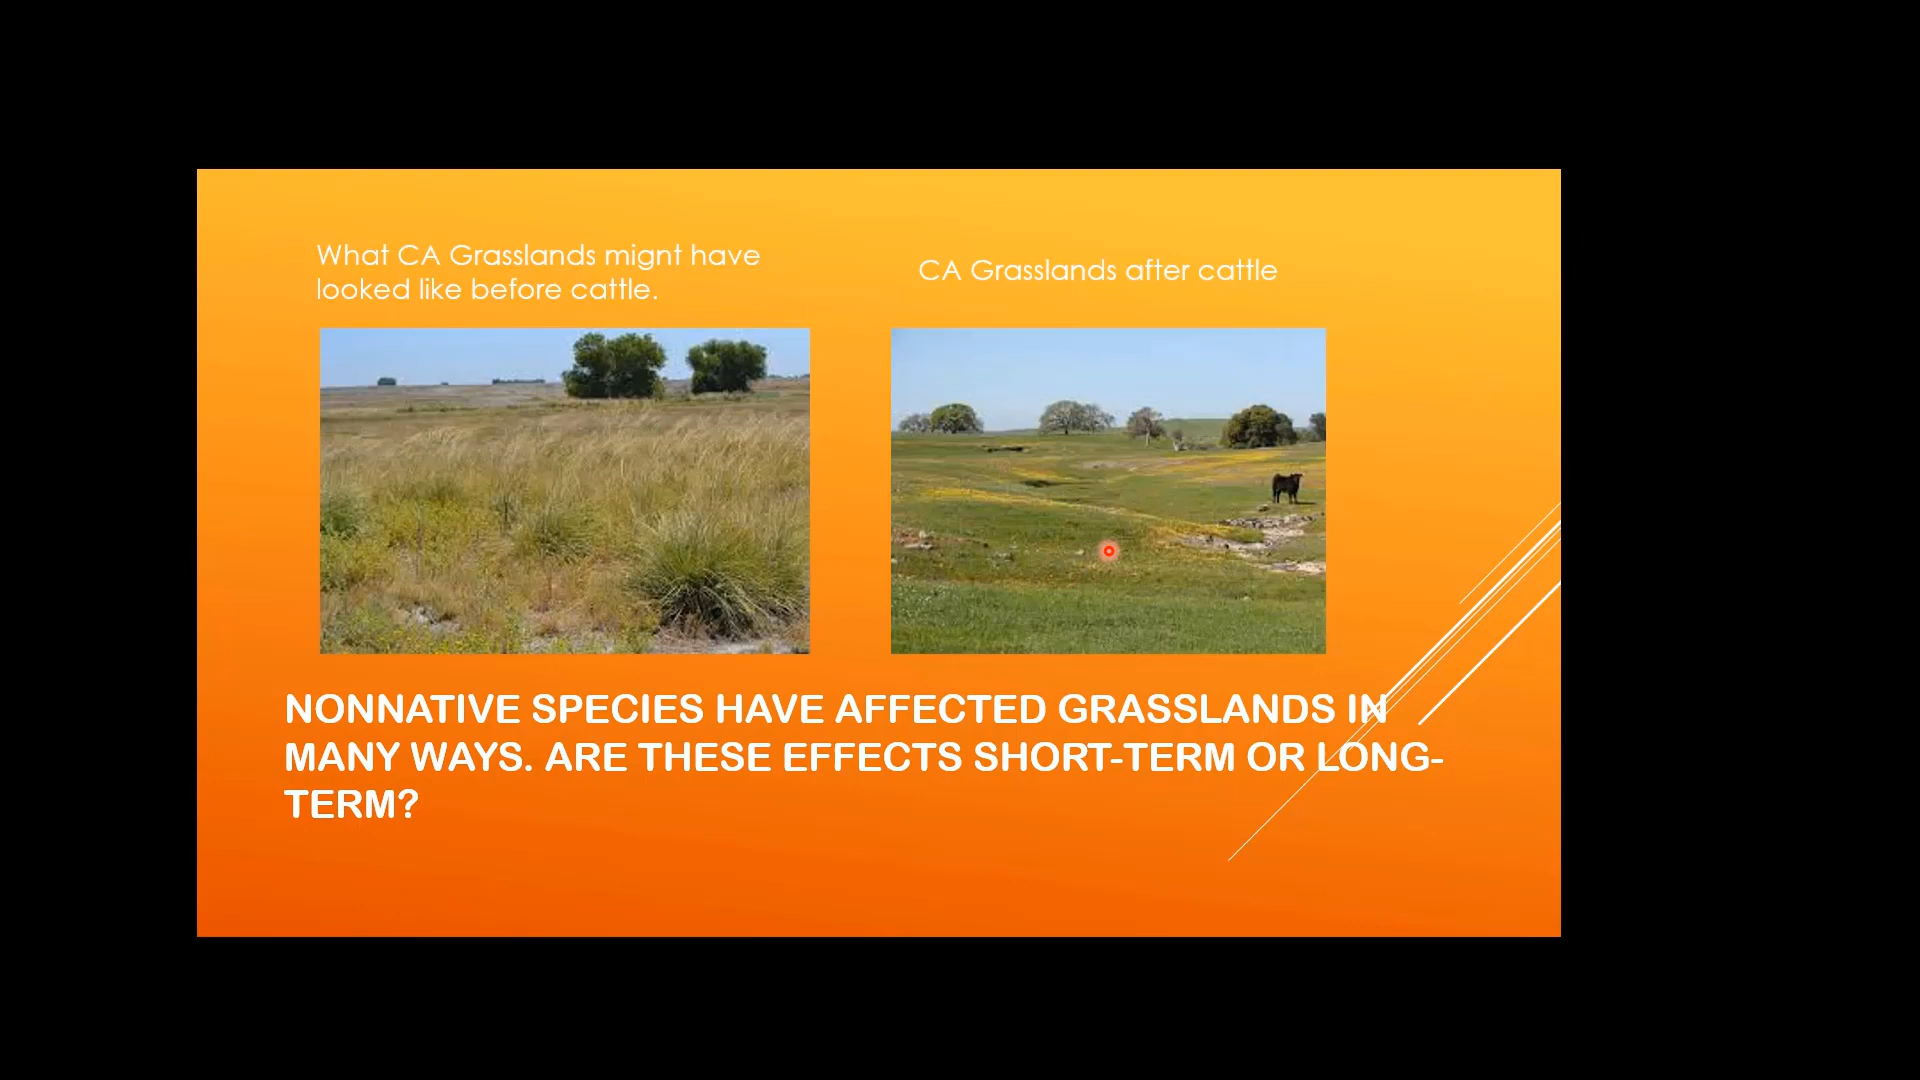 What CA Grasslands mignt have
looked like before cattle.
CA Grasslands after cattle
NONNATIVE SPECIES HAVE AFFECTED GRASSLANDS IN
MANY WAYS. ARE THESE EFFECTS SHORT-TERM OR LONG-
TERM?